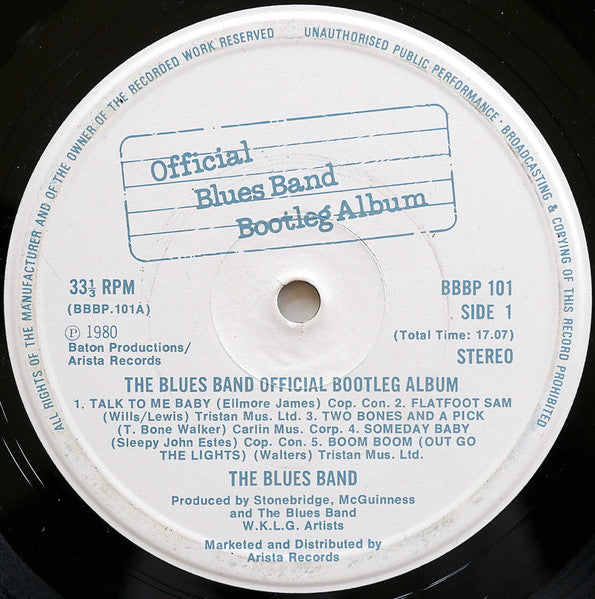 ALL RIGHTS OF THE MANUFACTURER AND OF THE OWNER OF THE RECORDED WORK RESERVED
UNAUTHORISED PUBLIC PERFORMANCE · BROADCASTING & COPYING OF THIS RECORD PROHIBITED
Official
Blues Band
Bootleg Album
33⅓ RPM
(BBBP.101A)
Ⓟ 1980
Baton Productions/
Arista Records
BBBP 101
SIDE 1
(Total Time: 17.07)
STEREO
THE BLUES BAND OFFICIAL BOOTLEG ALBUM
1. TALK TO ME BABY (Ellmore James) Cop. Con. 2. FLATFOOT SAM
(Wills/Lewis) Tristan Mus. Ltd. 3. TWO BONES AND A PICK
(T. Bone Walker) Carlin Mus. Corp. 4. SOMEDAY BABY
(Sleepy John Estes) Cop. Con. 5. BOOM BOOM (OUT GO
THE LIGHTS) (Walters) Tristan Mus. Ltd.
THE BLUES BAND
Produced by Stonebridge, McGuinness
and The Blues Band
W.K.L.G. Artists
Marketed and Distributed by
Arista Records